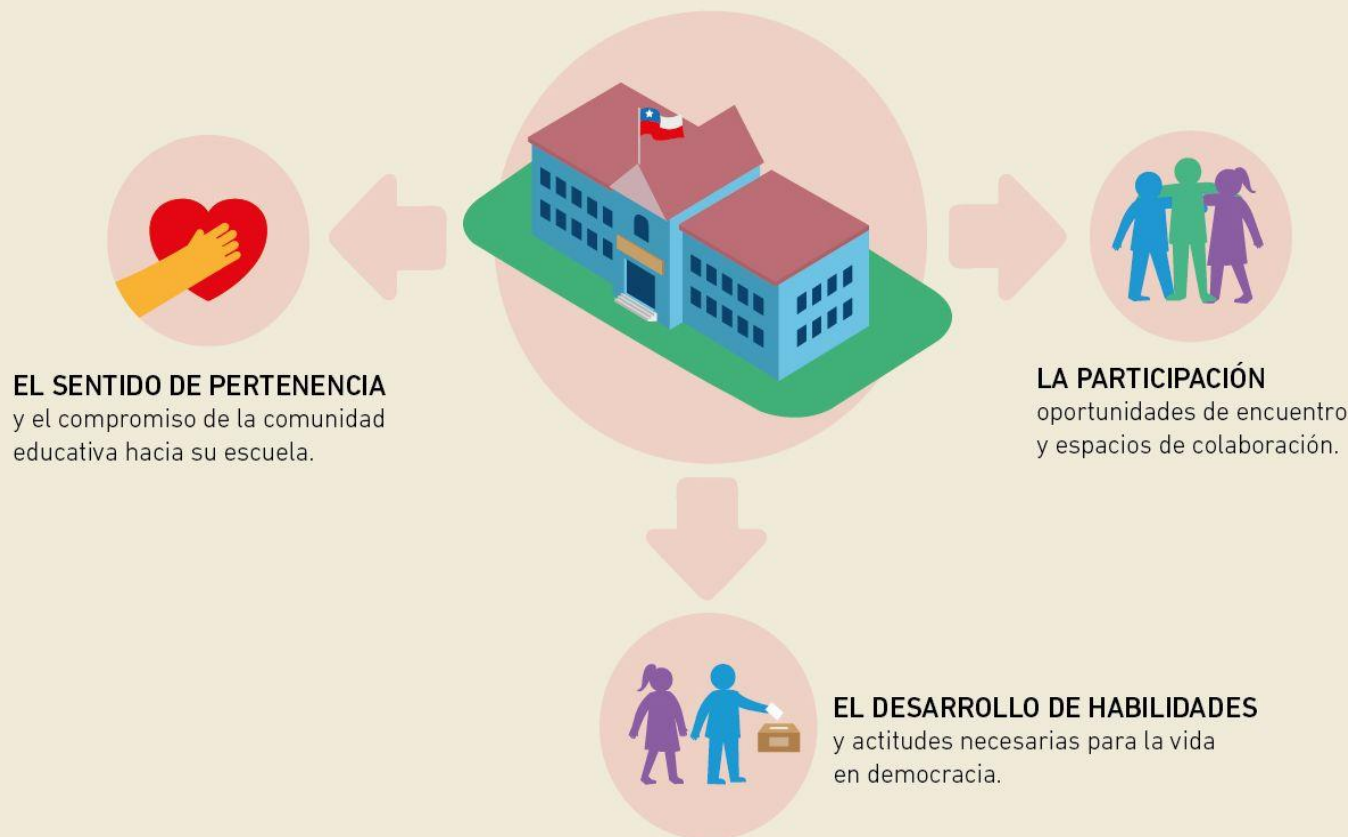 EL SENTIDO DE PERTENENCIA
y el compromiso de la comunidad
educativa hacia su escuela.
LA PARTICIPACIÓN
oportunidades de encuentro
y espacios de colaboración.
EL DESARROLLO DE HABILIDADES
y actitudes necesarias para la vida
en democracia.